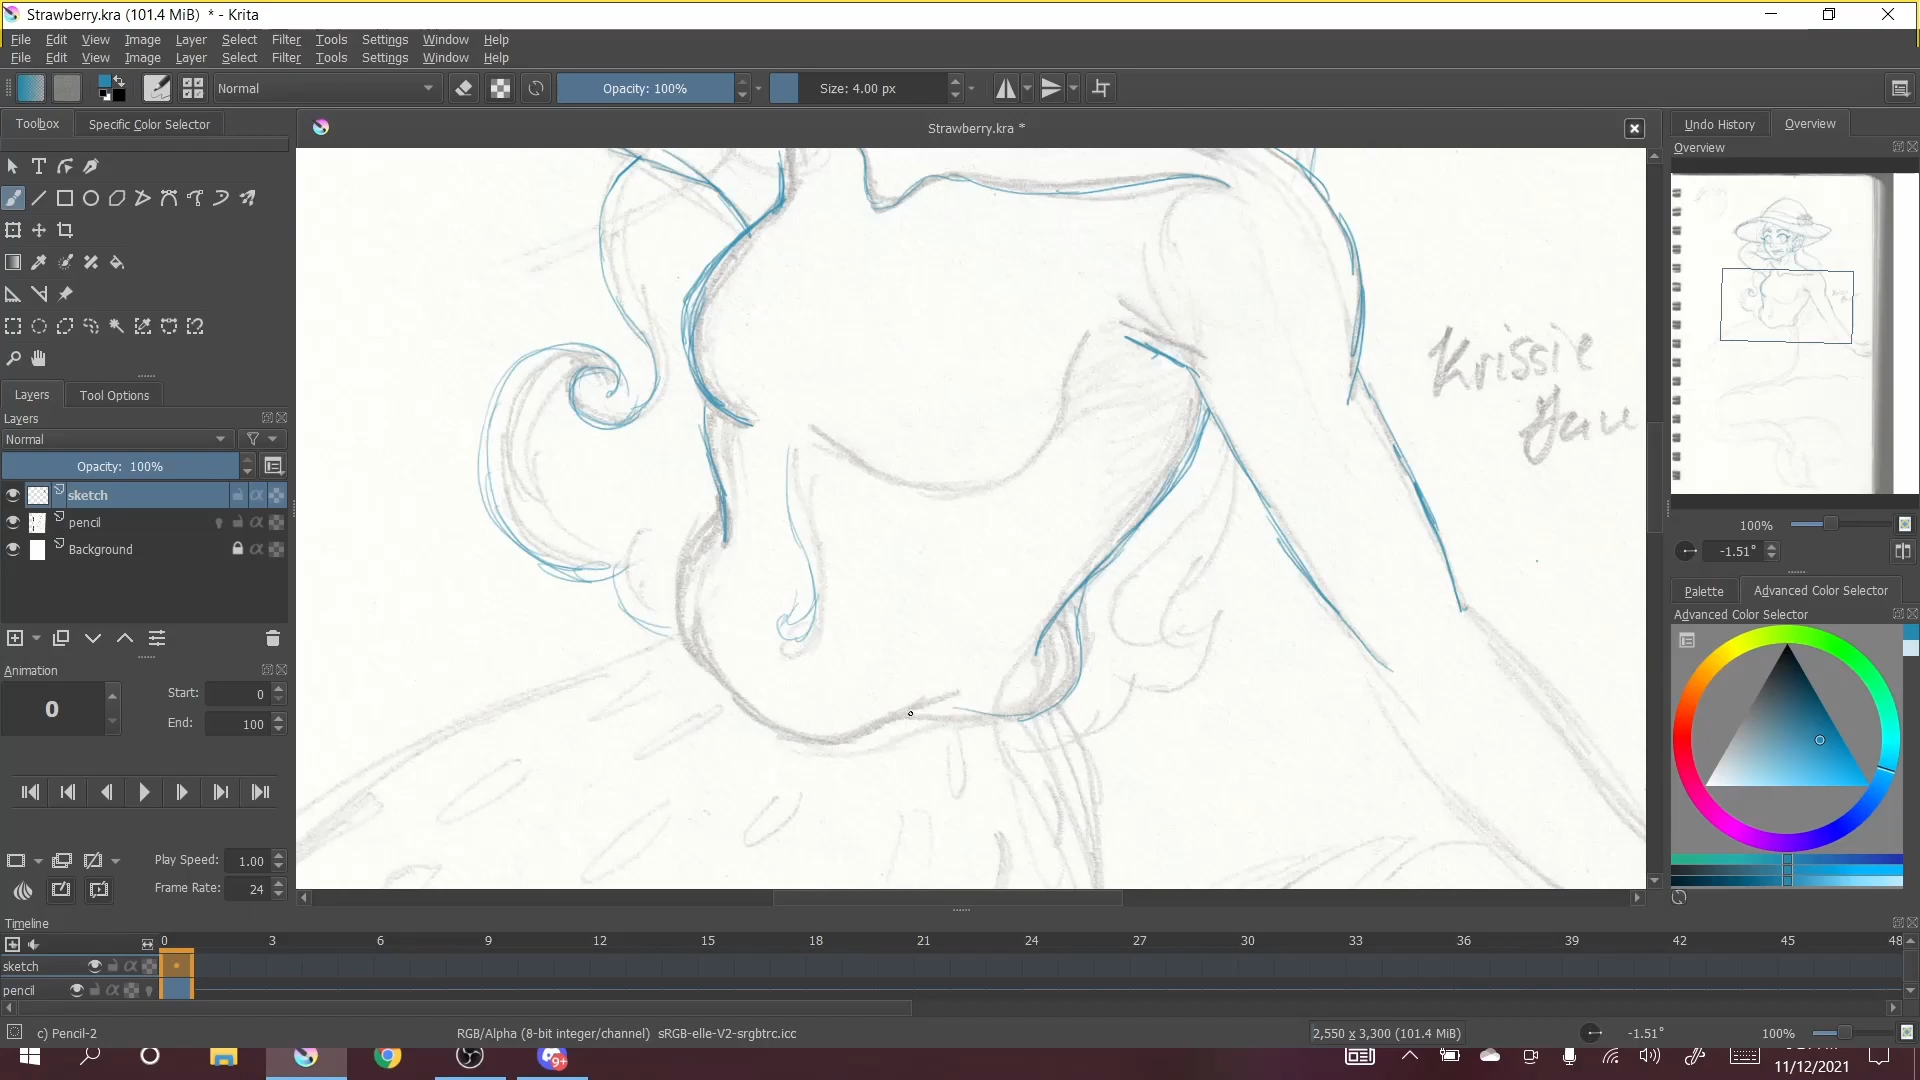 Strawberry.kra (101.4 MiB) * - Krita
File Edit View Image Layer Select Filter Tools Settings Window Help
File Edit View Image Layer Select Filter Tools Settings Window Help
Normal Opacity: 100% Size: 4.00 px
Toolbox Specific Color Selector
Strawberry.kra *
Undo History Overview
Overview
Krissie
Layers Tool Options
Layers
Normal
Opacity: 100%
sketch
pencil
Background
100%
-1.51°
Palette Advanced Color Selector
Advanced Color Selector
Animation
0
Start: 0
End: 100
Play Speed: 1.00
Frame Rate: 24
Timeline
0 3 6 9 12 15 18 21 24 27 30 33 36 39 42 45 48
sketch
pencil
c) Pencil-2 RGB/Alpha (8-bit integer/channel) sRGB-elle-V2-srgbtrc.icc 2,550 x 3,300 (101.4 MiB) -1.51° 100%
9+
11/12/2021